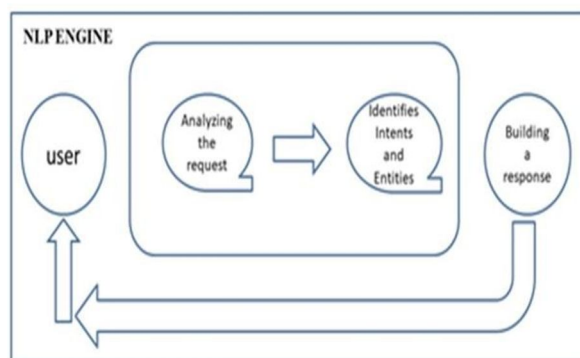 NLP ENGINE
user
Analyzing
the
request
Identifies
Intents
and
Entities
Building
a
response